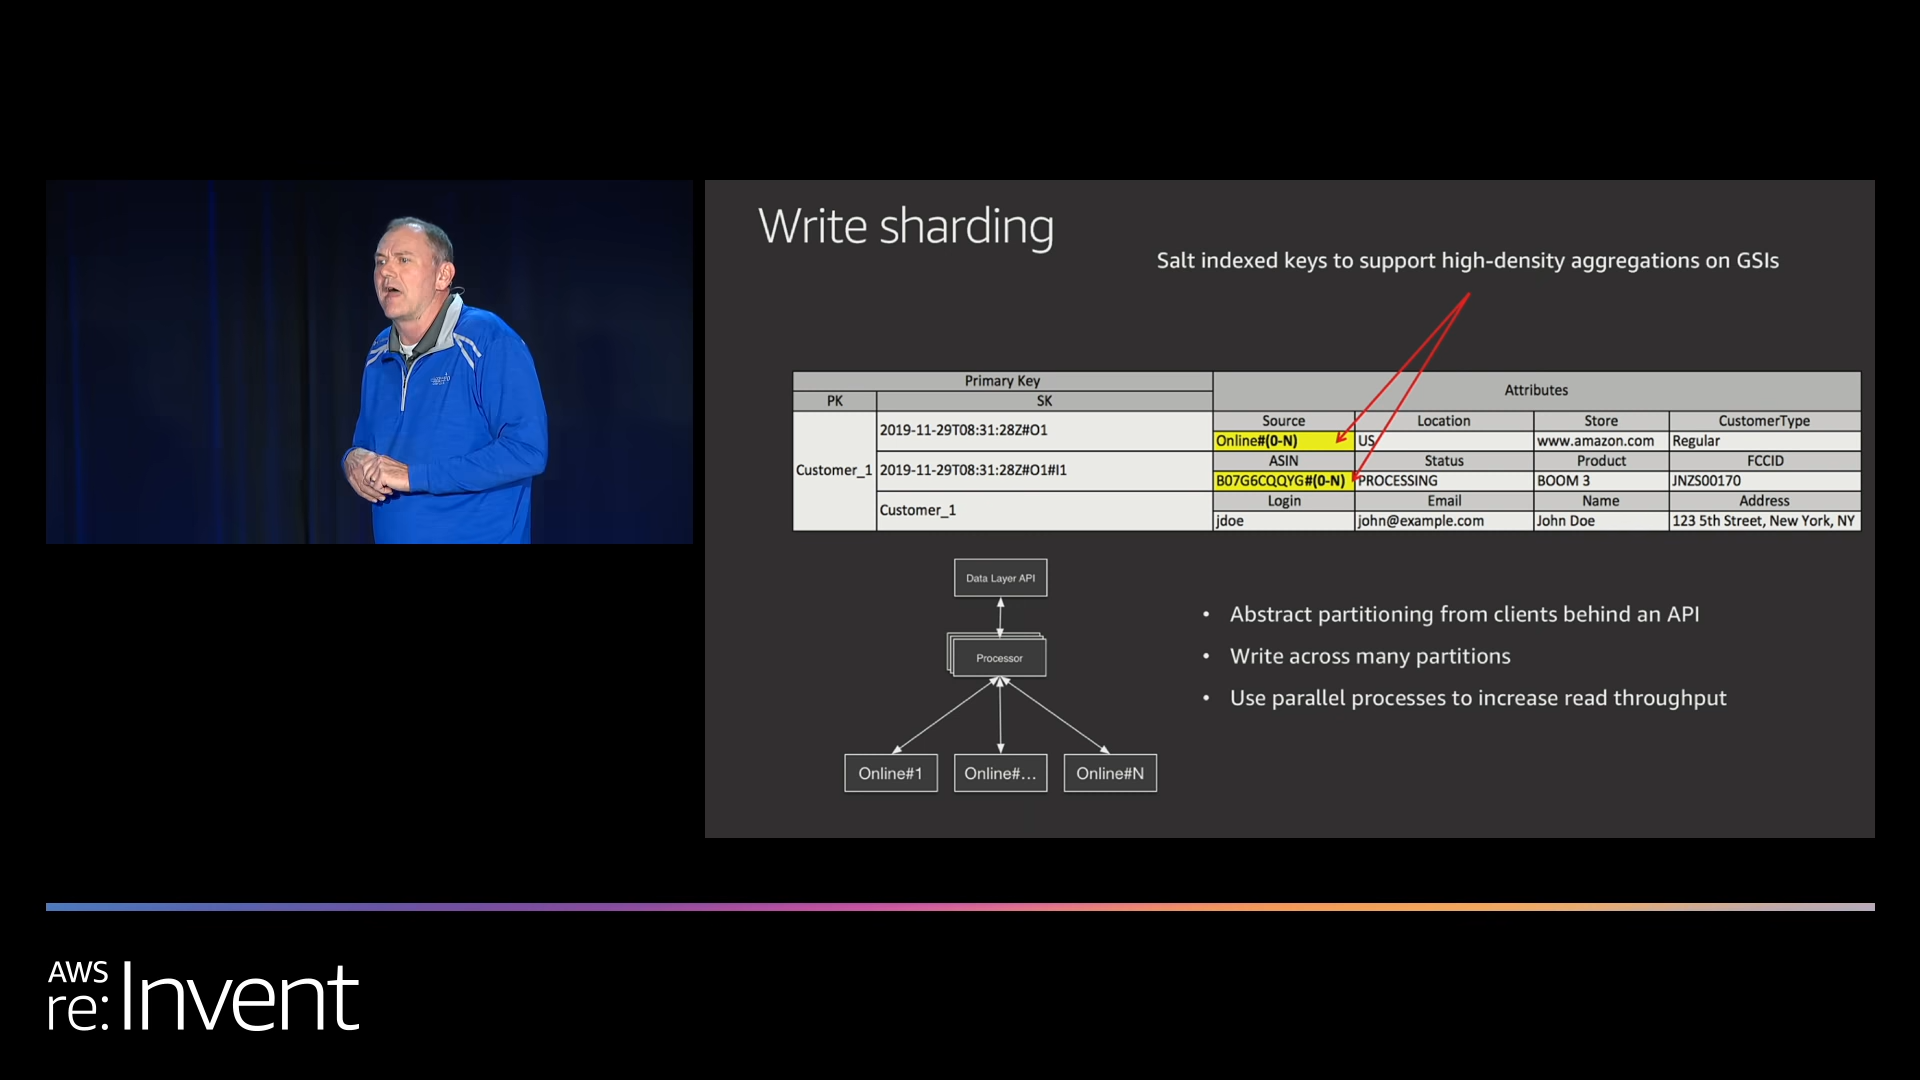 Write sharding
Salt indexed keys to support high-density aggregations on GSIs
Primary Key
Attributes
PK
SK
Customer_1
2019-11-29T08:31:28Z#O1
Source
Location
Store
CustomerType
Online#(0-N)
US
www.amazon.com
Regular
2019-11-29T08:31:28Z#O1#I1
ASIN
Status
Product
FCCID
B07G6CQQYG#(0-N)
PROCESSING
BOOM 3
JNZS00170
Customer_1
Login
Email
Name
Address
jdoe
john@example.com
John Doe
123 5th Street, New York, NY
Data Layer API
Processor
Online#1
Online#...
Online#N
• Abstract partitioning from clients behind an API
• Write across many partitions
• Use parallel processes to increase read throughput
AWS
re:Invent